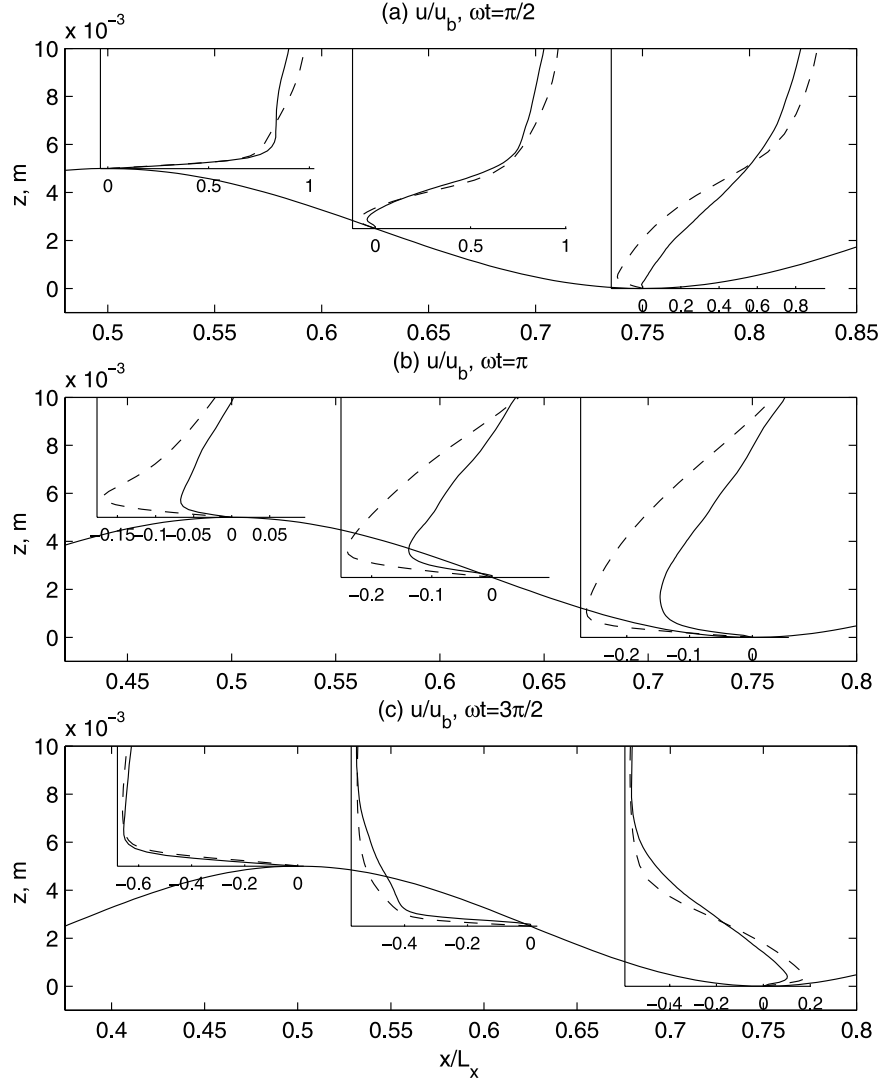 (a) u/u_b, ωt=π/2
x 10⁻³
10
8
6
4
2
0
z, m
0 0.5 1
0 0.5 1
0 0.2 0.4 0.6 0.8
0.5 0.55 0.6 0.65 0.7 0.75 0.8 0.85
(b) u/u_b, ωt=π
x 10⁻³
10
8
6
4
2
0
z, m
−0.15 −0.1 −0.05 0 0.05
−0.2 −0.1 0
−0.2 −0.1 0
0.45 0.5 0.55 0.6 0.65 0.7 0.75 0.8
(c) u/u_b, ωt=3π/2
x 10⁻³
10
8
6
4
2
0
z, m
−0.6 −0.4 −0.2 0
−0.4 −0.2 0
−0.4 −0.2 0 0.2
0.4 0.45 0.5 0.55 0.6 0.65 0.7 0.75 0.8
x/L_x